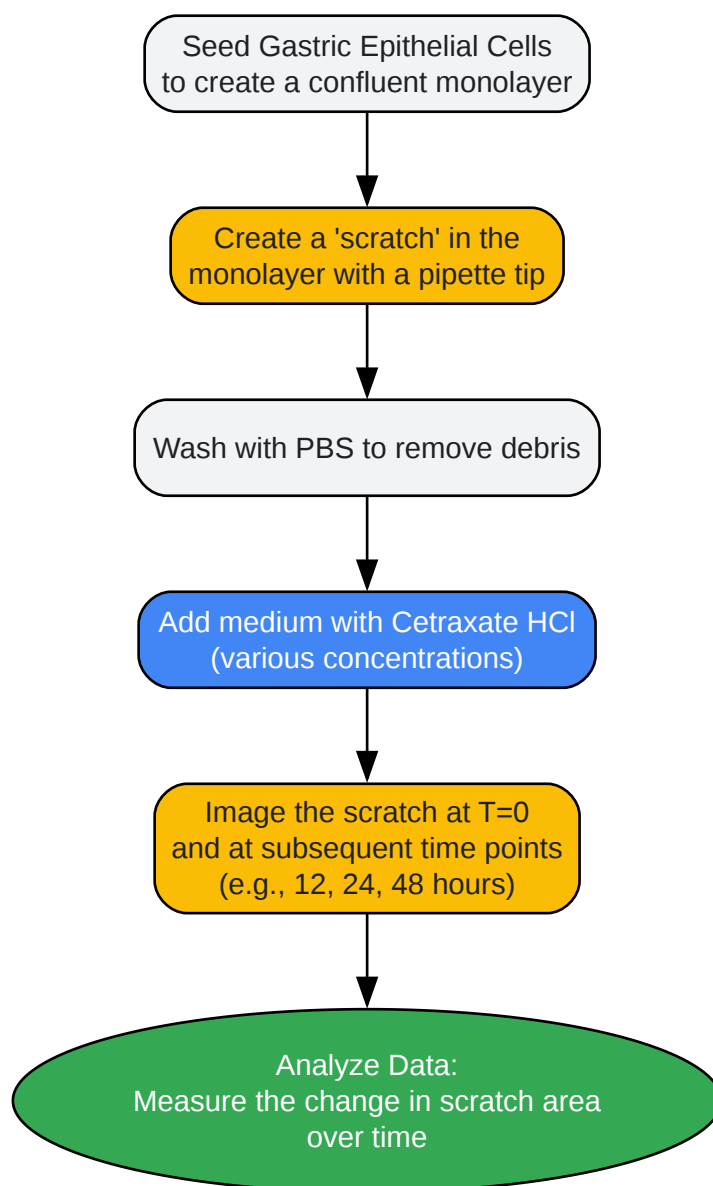 Seed Gastric Epithelial Cells
to create a confluent monolayer
Create a 'scratch' in the
monolayer with a pipette tip
Wash with PBS to remove debris
Add medium with Cetraxate HCl
(various concentrations)
Image the scratch at T=0
and at subsequent time points
(e.g., 12, 24, 48 hours)
Analyze Data:
Measure the change in scratch area
over time